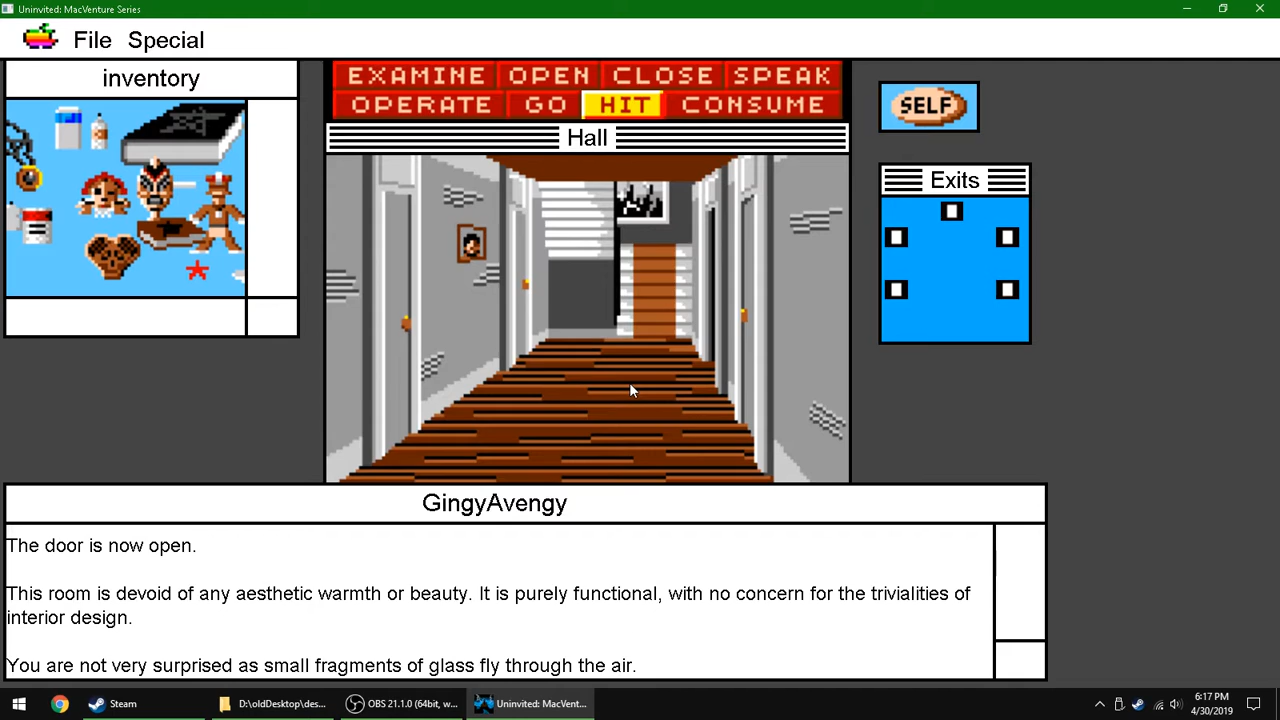 Uninvited: MacVenture Series
File Special
inventory
EXAMINE OPEN CLOSE SPEAK
OPERATE GO HIT CONSUME
Hall
SELF
Exits
GingyAvengy
The door is now open.
This room is devoid of any aesthetic warmth or beauty. It is purely functional, with no concern for the trivialities of
interior design.
You are not very surprised as small fragments of glass fly through the air.
Steam
D:\oldDesktop\des...
OBS 21.1.0 (64bit, w...
Uninvited: MacVent...
6:17 PM
4/30/2019